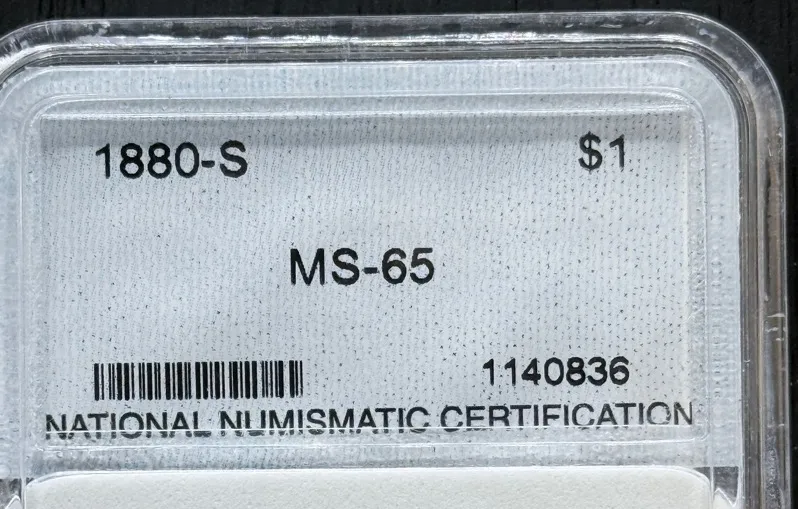 1880-S $1
MS-65
1140836
NATIONAL NUMISMATIC CERTIFICATION